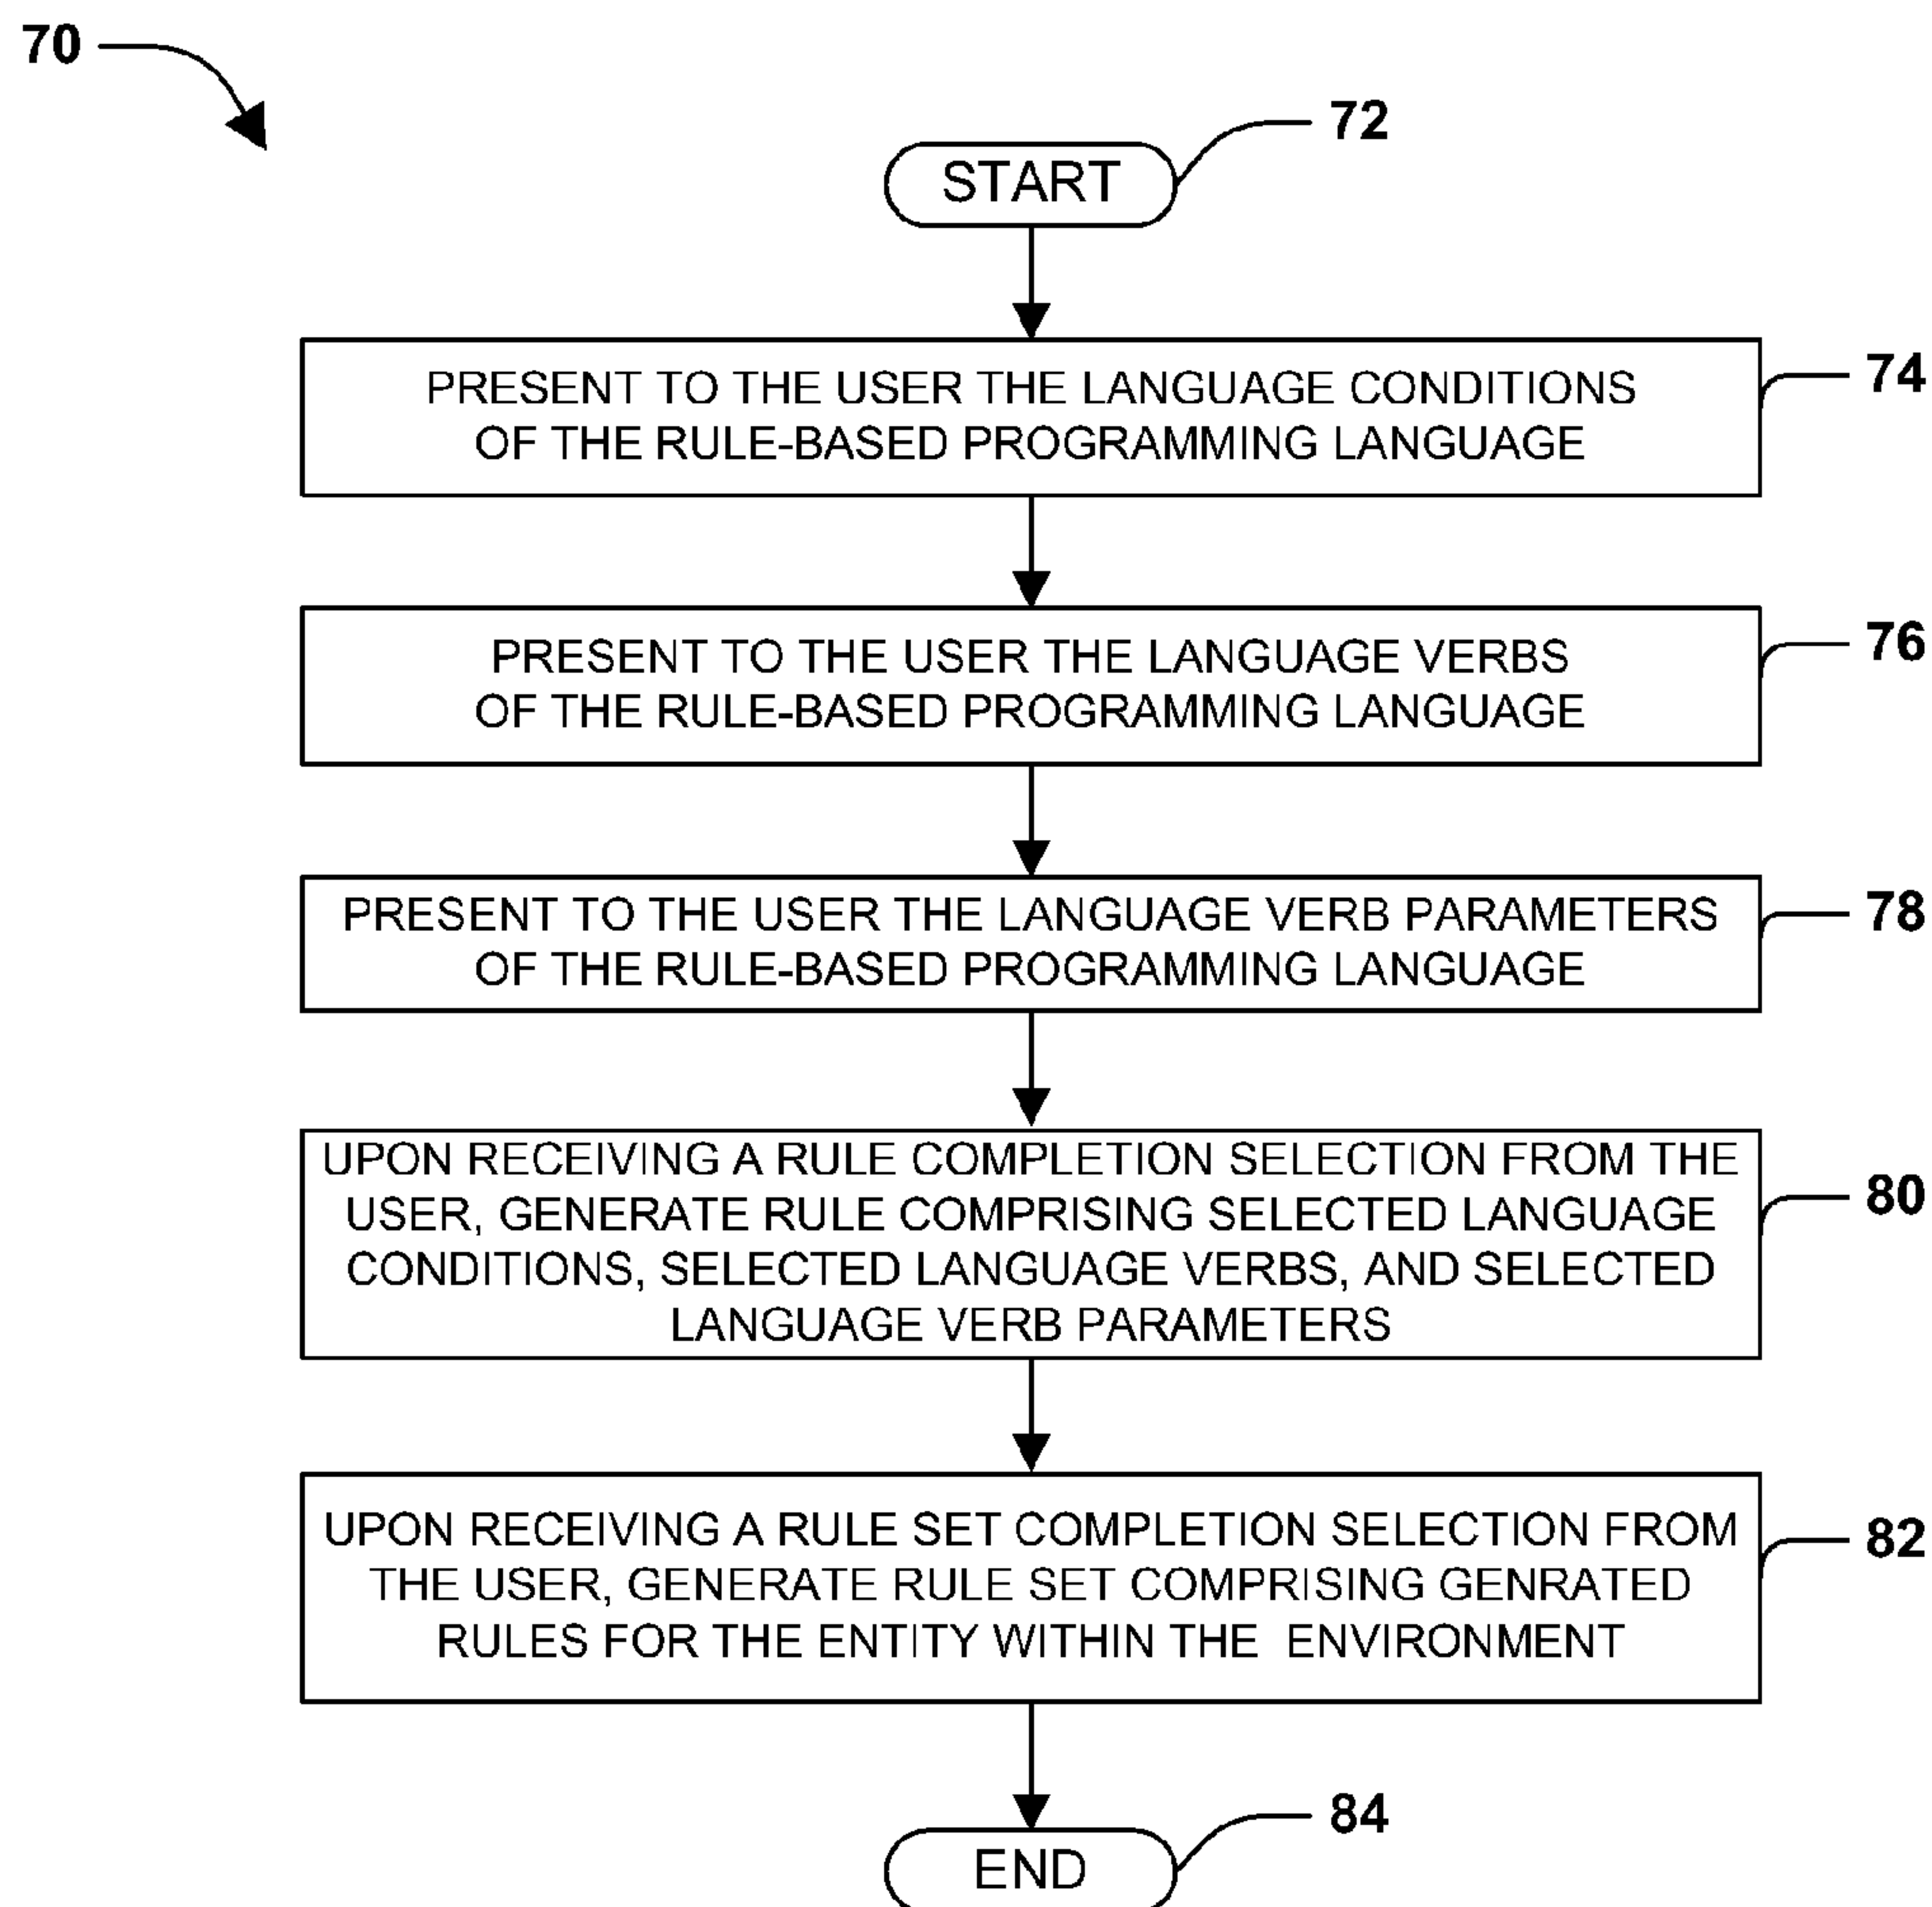 70
72
START
74
PRESENT TO THE USER THE LANGUAGE CONDITIONS
OF THE RULE-BASED PROGRAMMING LANGUAGE
76
PRESENT TO THE USER THE LANGUAGE VERBS
OF THE RULE-BASED PROGRAMMING LANGUAGE
78
PRESENT TO THE USER THE LANGUAGE VERB PARAMETERS
OF THE RULE-BASED PROGRAMMING LANGUAGE
80
UPON RECEIVING A RULE COMPLETION SELECTION FROM THE
USER, GENERATE RULE COMPRISING SELECTED LANGUAGE
CONDITIONS, SELECTED LANGUAGE VERBS, AND SELECTED
LANGUAGE VERB PARAMETERS
82
UPON RECEIVING A RULE SET COMPLETION SELECTION FROM
THE USER, GENERATE RULE SET COMPRISING GENRATED
RULES FOR THE ENTITY WITHIN THE ENVIRONMENT
84
END